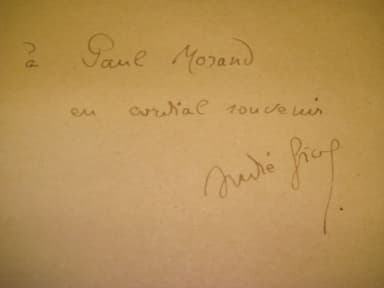 à Paul Morand
en cordial souvenir
André Gide